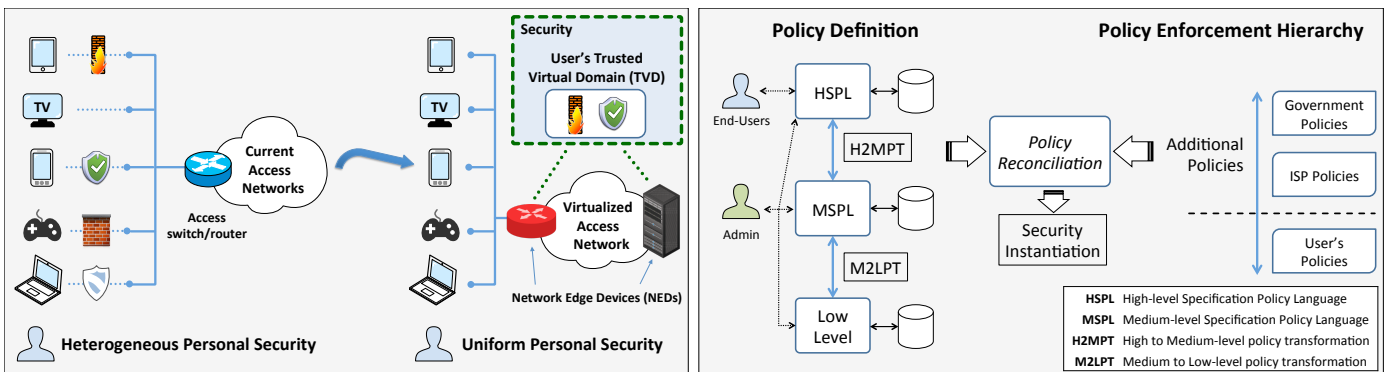 TV
Current
Access
Networks
Access
switch/router
Heterogeneous Personal Security
Security
User's Trusted
Virtual Domain (TVD)
TV
Virtualized
Access
Network
Network Edge Devices (NEDs)
Uniform Personal Security
Policy Definition
HSPL
End-Users
H2MPT
MSPL
Admin
M2LPT
Low
Level
Policy
Reconciliation
Security
Instantiation
Policy Enforcement Hierarchy
Additional
Policies
Government
Policies
ISP Policies
User's
Policies
HSPL High-level Specification Policy Language
MSPL Medium-level Specification Policy Language
H2MPT High to Medium-level policy transformation
M2LPT Medium to Low-level policy transformation